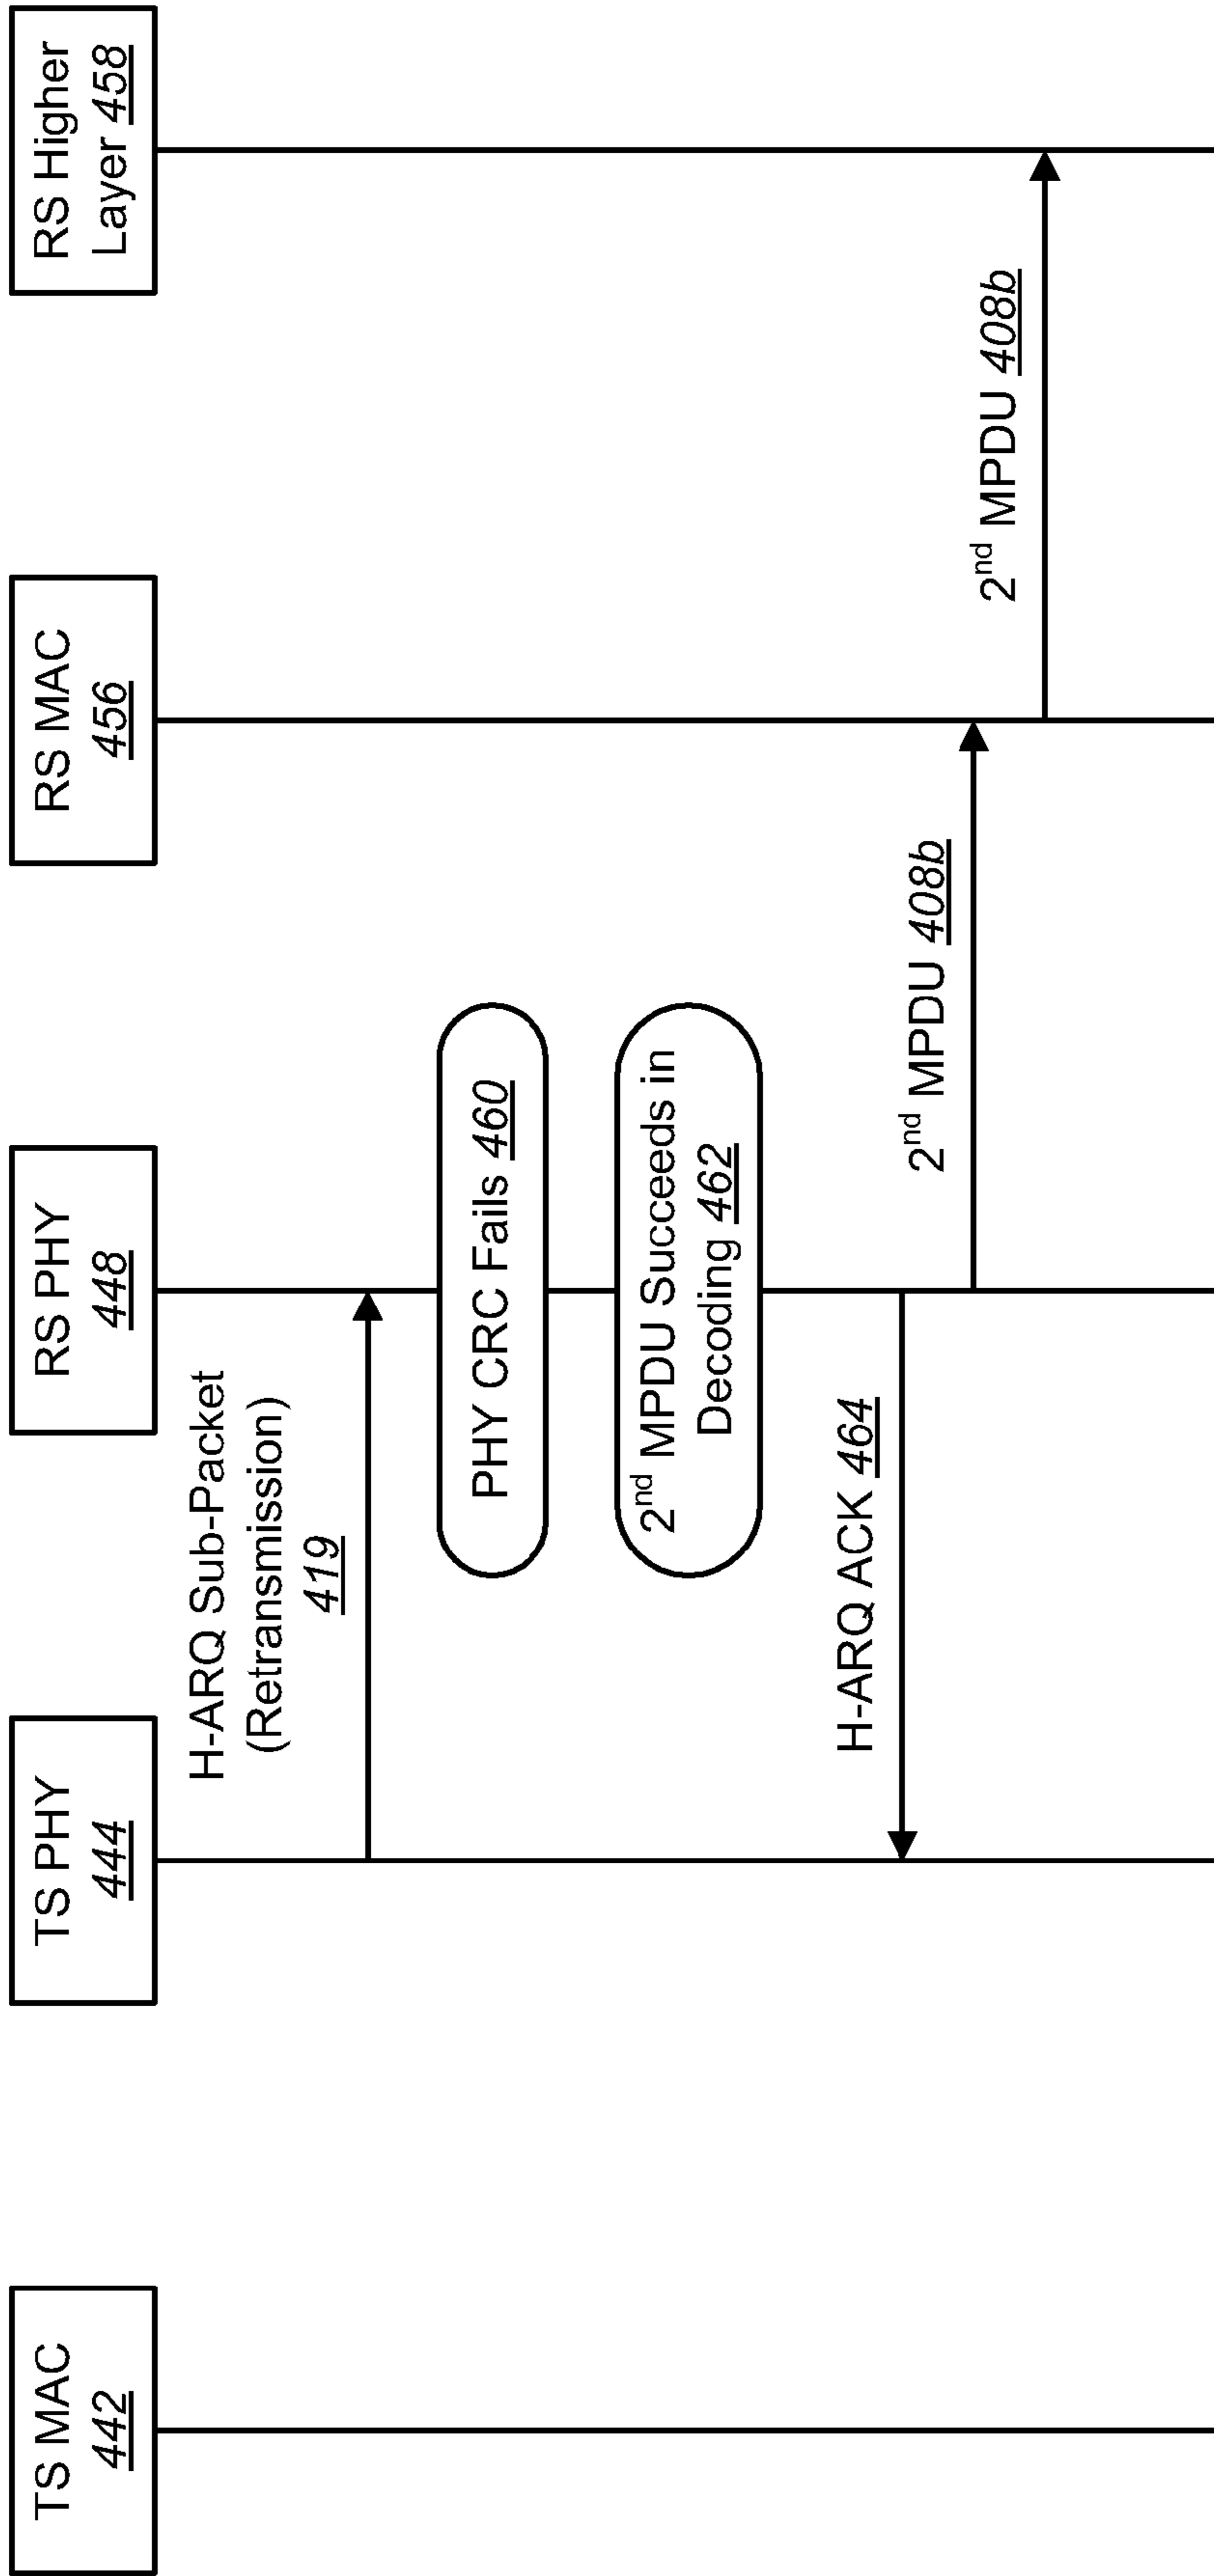 TS MAC
442
TS PHY
444
RS PHY
448
RS MAC
456
RS Higher
Layer 458
H-ARQ Sub-Packet
(Retransmission)
419
PHY CRC Fails 460
2nd MPDU Succeeds in
Decoding 462
H-ARQ ACK 464
2nd MPDU 408b
2nd MPDU 408b